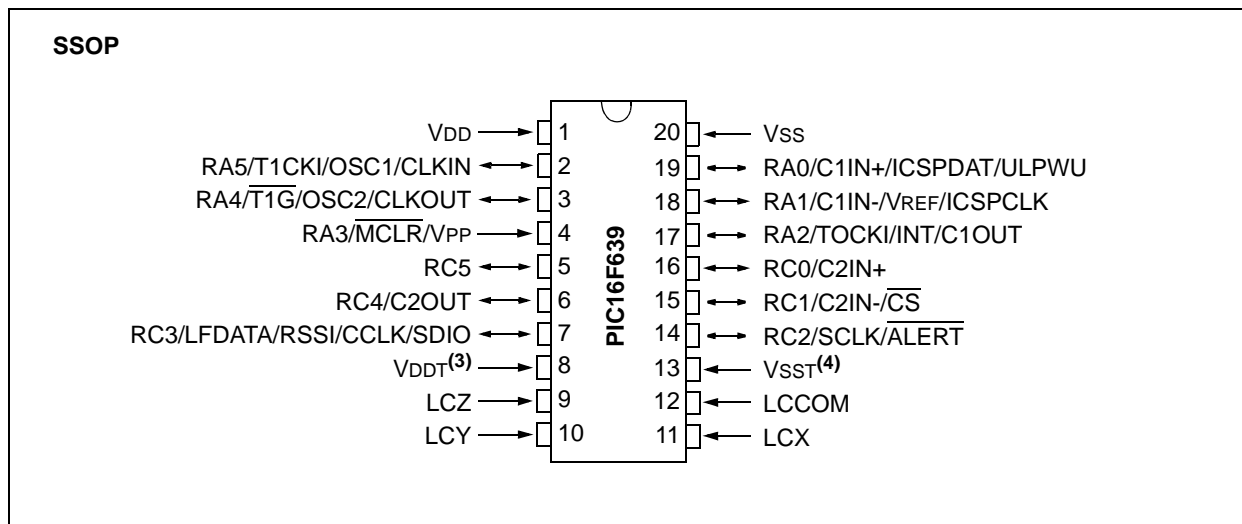 SSOP
VDD 1 20 VSS
RA5/T1CKI/OSC1/CLKIN 2 19 RA0/C1IN+/ICSPDAT/ULPWU
RA4/T1G/OSC2/CLKOUT 3 18 RA1/C1IN-/VREF/ICSPCLK
RA3/MCLR/VPP 4 17 RA2/TOCKI/INT/C1OUT
RC5 5 16 RC0/C2IN+
RC4/C2OUT 6 15 RC1/C2IN-/CS
RC3/LFDATA/RSSI/CCLK/SDIO 7 14 RC2/SCLK/ALERT
VDDT(3) 8 13 VSST(4)
LCZ 9 12 LCCOM
LCY 10 11 LCX
PIC16F639